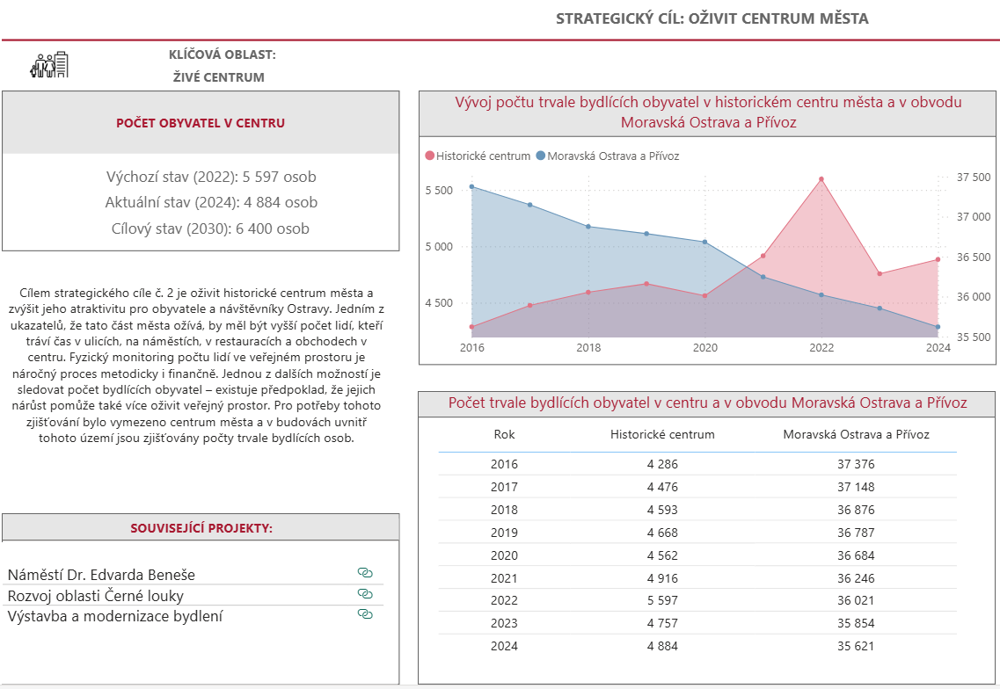 STRATEGICKÝ CÍL: OŽIVIT CENTRUM MĚSTA
KLÍČOVÁ OBLAST:
ŽIVÉ CENTRUM
POČET OBYVATEL V CENTRU
Výchozí stav (2022): 5 597 osob
Aktuální stav (2024): 4 884 osob
Cílový stav (2030): 6 400 osob
Cílem strategického cíle č. 2 je oživit historické centrum města a
zvýšit jeho atraktivitu pro obyvatele a návštěvníky Ostravy. Jedním z
ukazatelů, že tato část města ožívá, by měl být vyšší počet lidí, kteří
tráví čas v ulicích, na náměstích, v restauracích a obchodech v
centru. Fyzický monitoring počtu lidí ve veřejném prostoru je
náročný proces metodicky i finančně. Jednou z dalších možností je
sledovat počet bydlících obyvatel – existuje předpoklad, že jejich
nárůst pomůže také více oživit veřejný prostor. Pro potřeby tohoto
zjišťování bylo vymezeno centrum města a v budovách uvnitř
tohoto území jsou zjišťovány počty trvale bydlících osob.
SOUVISEJÍCÍ PROJEKTY:
Náměstí Dr. Edvarda Beneše
Rozvoj oblasti Černé louky
Výstavba a modernizace bydlení
Vývoj počtu trvale bydlících obyvatel v historickém centru města a v obvodu
Moravská Ostrava a Přívoz
Historické centrum Moravská Ostrava a Přívoz
37 500
5 500
37 000
5 000
36 500
4 500
36 000
35 500
2016 2018 2020 2022 2024
Počet trvale bydlících obyvatel v centru a v obvodu Moravská Ostrava a Přívoz
Rok Historické centrum Moravská Ostrava a Přívoz
2016 4 286 37 376
2017 4 476 37 148
2018 4 593 36 876
2019 4 668 36 787
2020 4 562 36 684
2021 4 916 36 246
2022 5 597 36 021
2023 4 757 35 854
2024 4 884 35 621